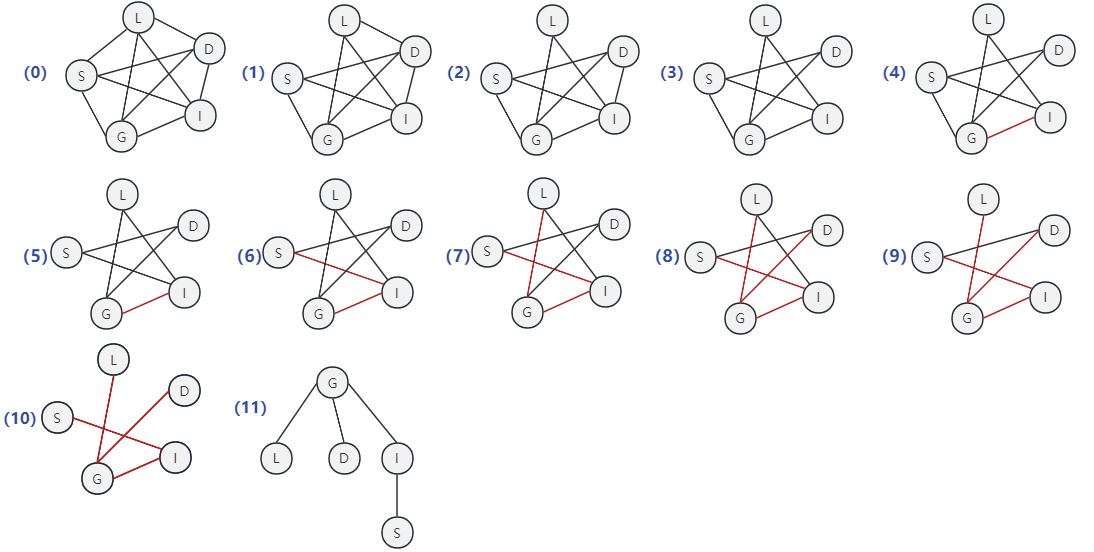 (0) L D S I G
(1) L D S I G
(2) L D S I G
(3) L D S I G
(4) L D S I G
(5) L D S I G
(6) L D S I G
(7) L D S I G
(8) L D S I G
(9) L D S I G
(10) L D S I G
(11) G
L D I
S